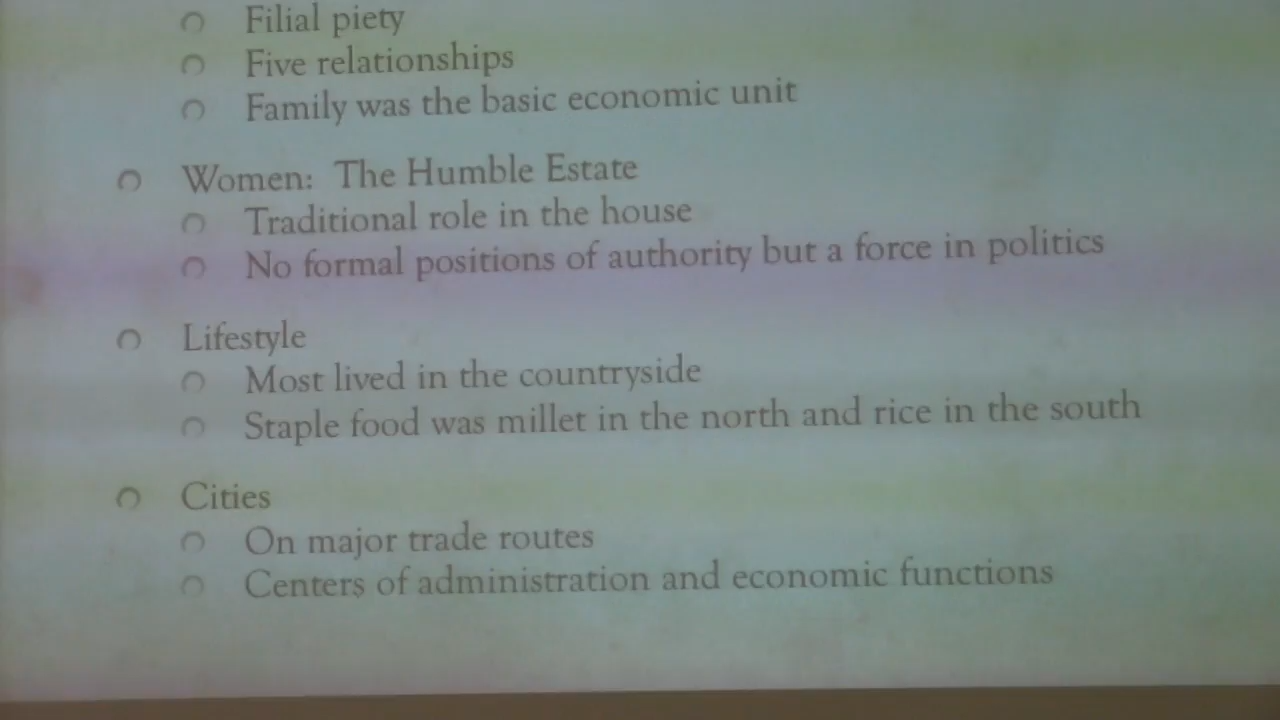 Filial piety
Five relationships
Family was the basic economic unit
Women: The Humble Estate
Traditional role in the house
No formal positions of authority but a force in politics
Lifestyle
Most lived in the countryside
Staple food was millet in the north and rice in the south
Cities
On major trade routes
Centers of administration and economic functions